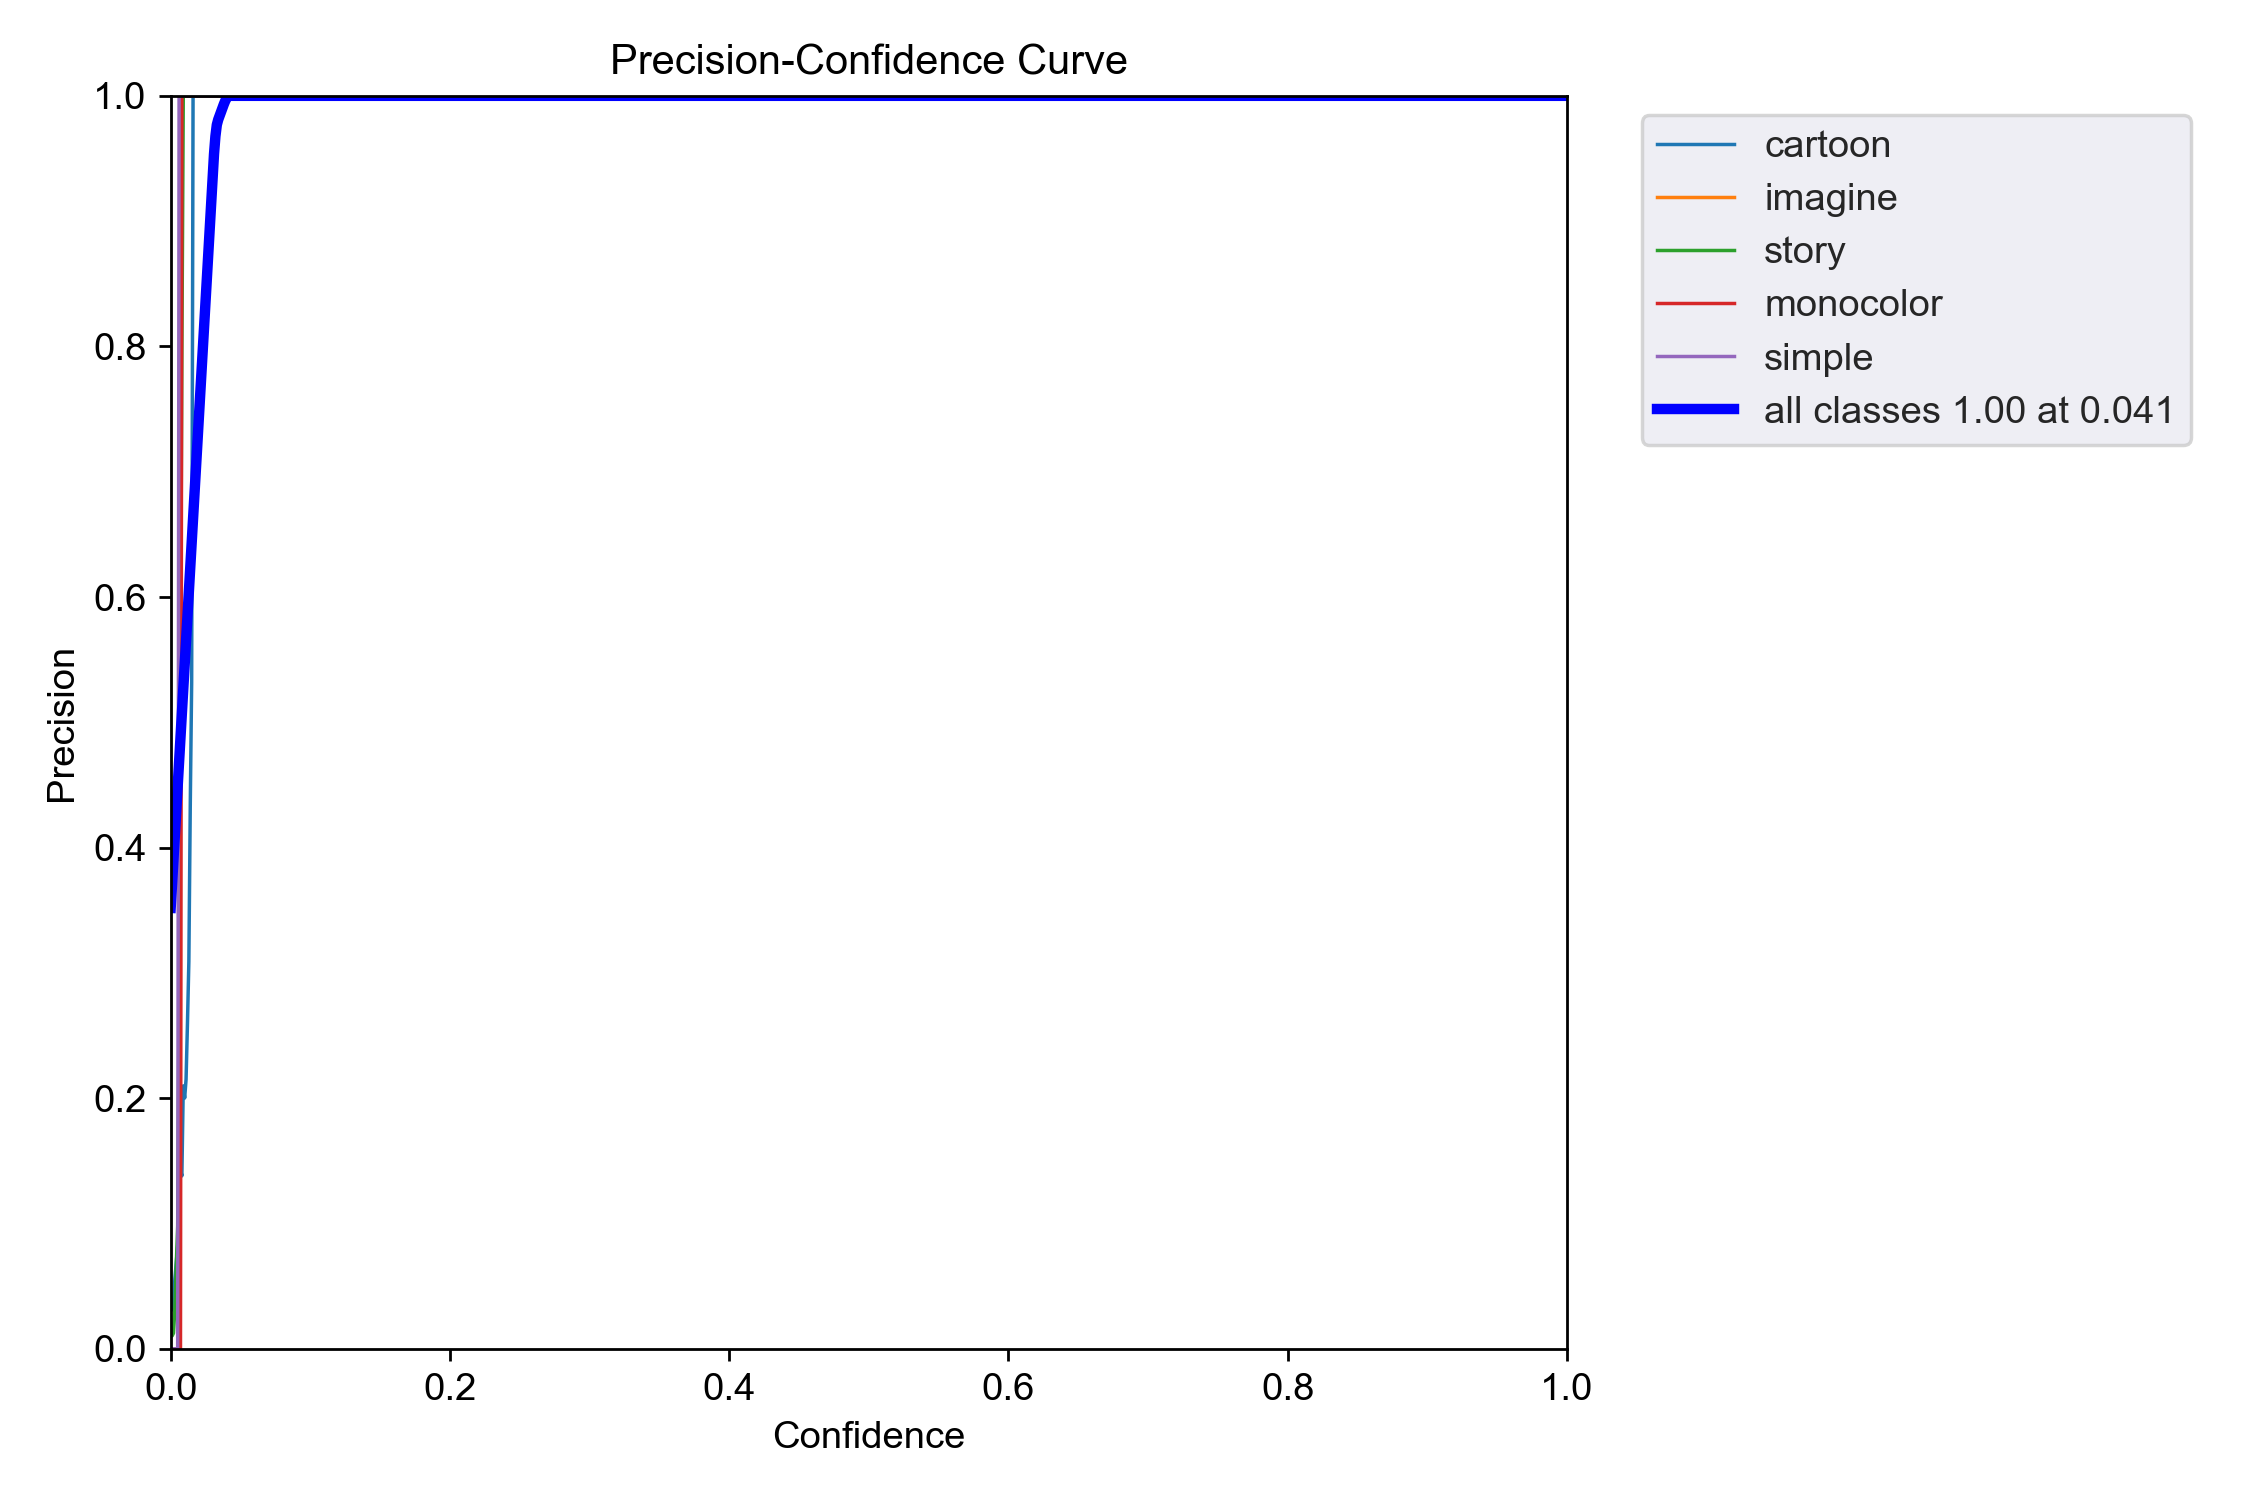 Precision-Confidence Curve
1.0
0.8
0.6
0.4
0.2
0.0
Precision
0.0 0.2 0.4 0.6 0.8 1.0
Confidence
cartoon
imagine
story
monocolor
simple
all classes 1.00 at 0.041